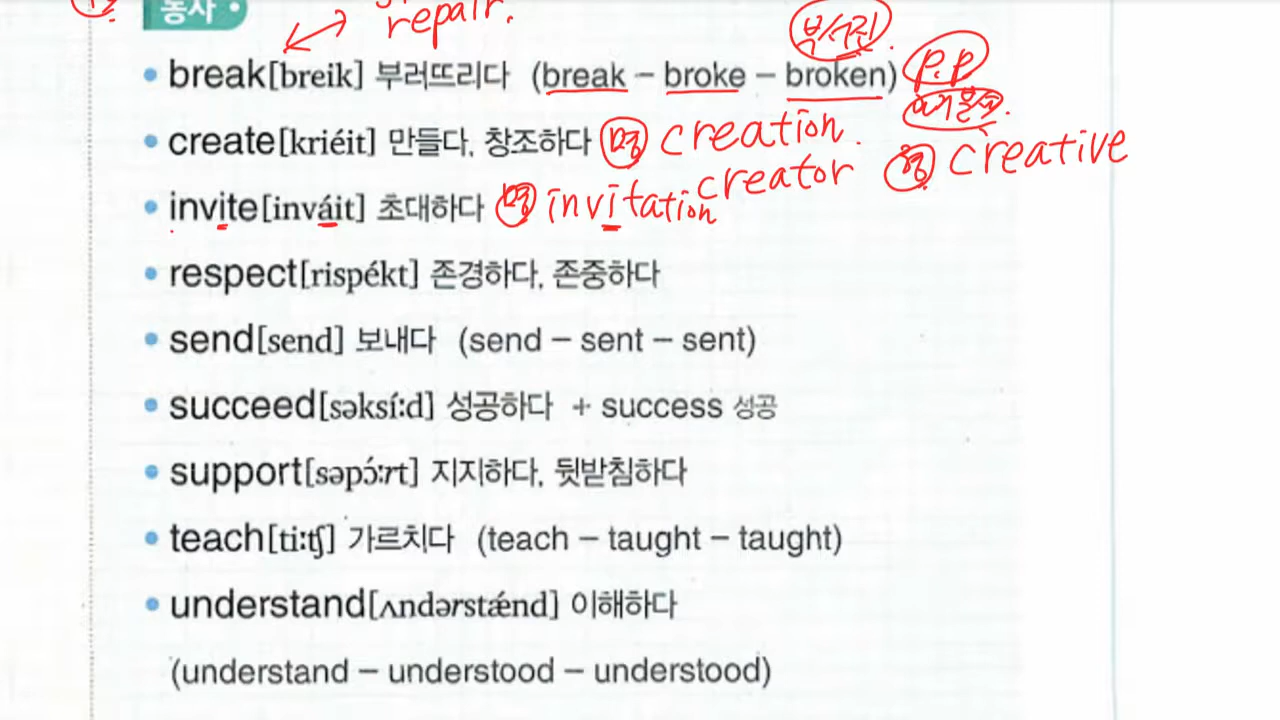 동사 •
repair.
부서진
• break[breik] 부러뜨리다 (break – broke – broken) p.p
• create[kriéit] 만들다, 창조하다 명 creation. 형 creative
creator
• invite[inváit] 초대하다 명 invitation
• respect[rispékt] 존경하다, 존중하다
• send[send] 보내다 (send – sent – sent)
• succeed[səksíːd] 성공하다 + success 성공
• support[səpɔ́ːrt] 지지하다, 뒷받침하다
• teach[tiːtʃ] 가르치다 (teach – taught – taught)
• understand[ʌndərstǽnd] 이해하다
(understand – understood – understood)